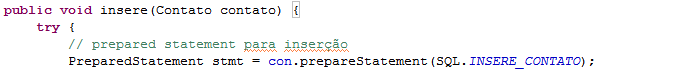 public void insere(Contato contato) {
try {
// prepared statement para inserção
PreparedStatement stmt = con.prepareStatement(SQL.INSERE_CONTATO);